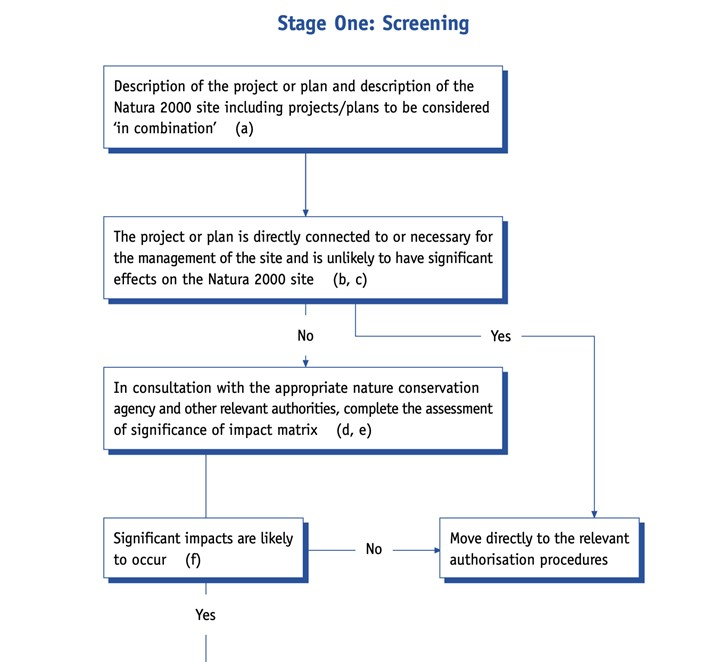 Stage One: Screening
Description of the project or plan and description of the
Natura 2000 site including projects/plans to be considered
‘in combination’ (a)
The project or plan is directly connected to or necessary for
the management of the site and is unlikely to have significant
effects on the Natura 2000 site (b, c)
No
Yes
In consultation with the appropriate nature conservation
agency and other relevant authorities, complete the assessment
of significance of impact matrix (d, e)
Significant impacts are likely
to occur (f)
No
Move directly to the relevant
authorisation procedures
Yes